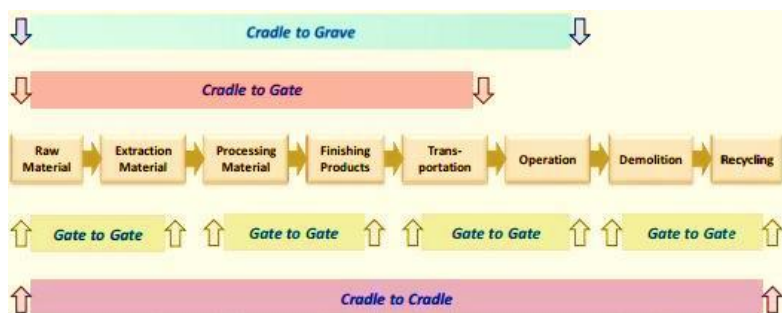 Cradle to Grave
Cradle to Gate
Raw
Material
Extraction
Material
Processing
Material
Finishing
Products
Trans-
portation
Operation
Demolition
Recycling
Gate to Gate
Gate to Gate
Gate to Gate
Gate to Gate
Cradle to Cradle